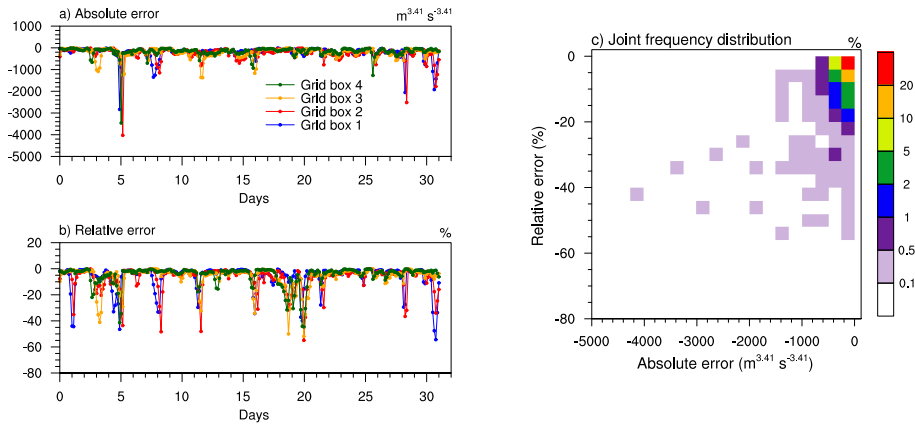 a) Absolute error
m^3.41 s^-3.41
1000
0
-1000
-2000
-3000
-4000
-5000
Grid box 4
Grid box 3
Grid box 2
Grid box 1
0 5 10 15 20 25 30
Days
b) Relative error
%
20
0
-20
-40
-60
-80
0 5 10 15 20 25 30
Days
c) Joint frequency distribution
%
0
-20
-40
-60
-80
Relative error (%)
-5000 -4000 -3000 -2000 -1000 0
Absolute error (m^3.41 s^-3.41)
20
10
5
2
1
0.5
0.1